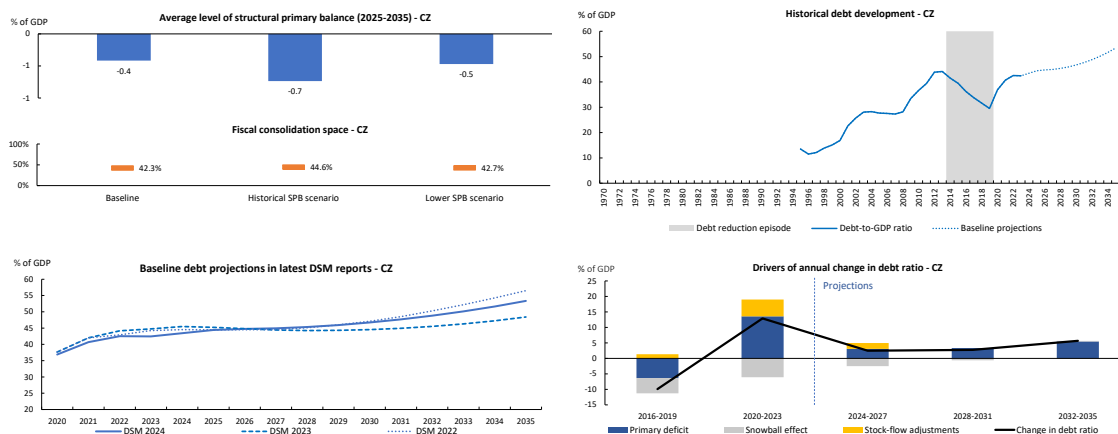 Average level of structural primary balance (2025-2035) - CZ
% of GDP
0
-1
-1
-0.4
-0.7
-0.5
Fiscal consolidation space - CZ
100%
50%
0%
42.3%
44.6%
42.7%
Baseline
Historical SPB scenario
Lower SPB scenario
Historical debt development - CZ
% of GDP
60
50
40
30
20
10
0
1970 1972 1974 1976 1978 1980 1982 1984 1986 1988 1990 1992 1994 1996 1998 2000 2002 2004 2006 2008 2010 2012 2014 2016 2018 2020 2022 2024 2026 2028 2030 2032 2034
Debt reduction episode
Debt-to-GDP ratio
Baseline projections
Baseline debt projections in latest DSM reports - CZ
% of GDP
60
55
50
45
40
35
30
25
20
2020 2021 2022 2023 2024 2025 2026 2027 2028 2029 2030 2031 2032 2033 2034 2035
DSM 2024
DSM 2023
DSM 2022
Drivers of annual change in debt ratio - CZ
% of GDP
25
20
15
10
5
0
-5
-10
-15
Projections
2016-2019
2020-2023
2024-2027
2028-2031
2032-2035
Primary deficit
Snowball effect
Stock-flow adjustments
Change in debt ratio